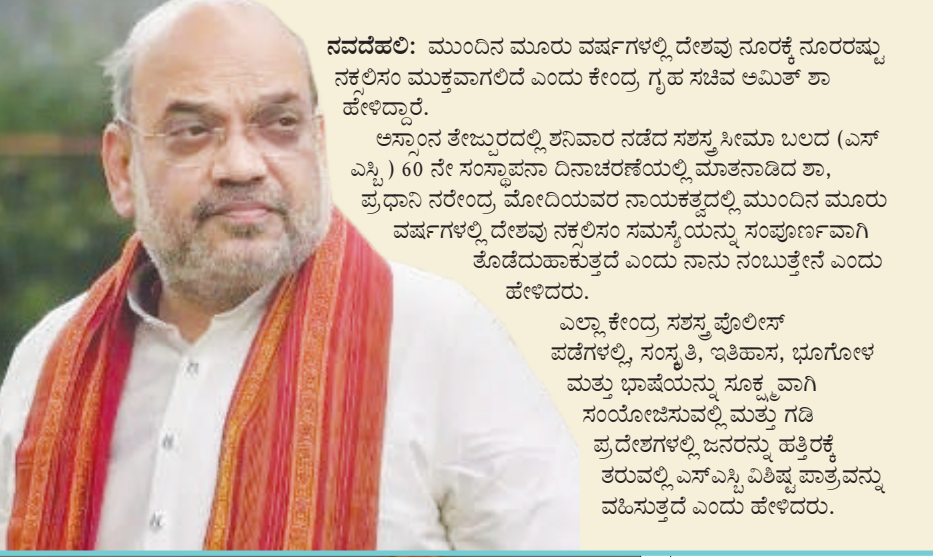 ನವದೆಹಲಿ: ಮುಂದಿನ ಮೂರು ವರ್ಷಗಳಲ್ಲಿ ದೇಶವು ನೂರಕ್ಕೆ ನೂರರಷ್ಟು
ನಕ್ಸಲಿಸಂ ಮುಕ್ತವಾಗಲಿದೆ ಎಂದು ಕೇಂದ್ರ ಗೃಹ ಸಚಿವ ಅಮಿತ್ ಶಾ
ಹೇಳಿದ್ದಾರೆ.
ಅಸ್ಸಾಂನ ತೇಜ್ಪುರದಲ್ಲಿ ಶನಿವಾರ ನಡೆದ ಸಶಸ್ತ್ರ ಸೀಮಾ ಬಲದ (ಎಸ್
ಎಸ್ಬಿ ) 60 ನೇ ಸಂಸ್ಥಾಪನಾ ದಿನಾಚರಣೆಯಲ್ಲಿ ಮಾತನಾಡಿದ ಶಾ,
ಪ್ರಧಾನಿ ನರೇಂದ್ರ ಮೋದಿಯವರ ನಾಯಕತ್ವದಲ್ಲಿ ಮುಂದಿನ ಮೂರು
ವರ್ಷಗಳಲ್ಲಿ ದೇಶವು ನಕ್ಸಲಿಸಂ ಸಮಸ್ಯೆಯನ್ನು ಸಂಪೂರ್ಣವಾಗಿ
ತೊಡೆದುಹಾಕುತ್ತದೆ ಎಂದು ನಾನು ನಂಬುತ್ತೇನೆ ಎಂದು
ಹೇಳಿದರು.
ಎಲ್ಲಾ ಕೇಂದ್ರ ಸಶಸ್ತ್ರ ಪೊಲೀಸ್
ಪಡೆಗಳಲ್ಲಿ, ಸಂಸ್ಕೃತಿ, ಇತಿಹಾಸ, ಭೂಗೋಳ
ಮತ್ತು ಭಾಷೆಯನ್ನು ಸೂಕ್ಷ್ಮವಾಗಿ
ಸಂಯೋಜಿಸುವಲ್ಲಿ ಮತ್ತು ಗಡಿ
ಪ್ರದೇಶಗಳಲ್ಲಿ ಜನರನ್ನು ಹತ್ತಿರಕ್ಕೆ
ತರುವಲ್ಲಿ ಎಸ್ಎಸ್ಬಿ ವಿಶಿಷ್ಟ ಪಾತ್ರವನ್ನು
ವಹಿಸುತ್ತದೆ ಎಂದು ಹೇಳಿದರು.